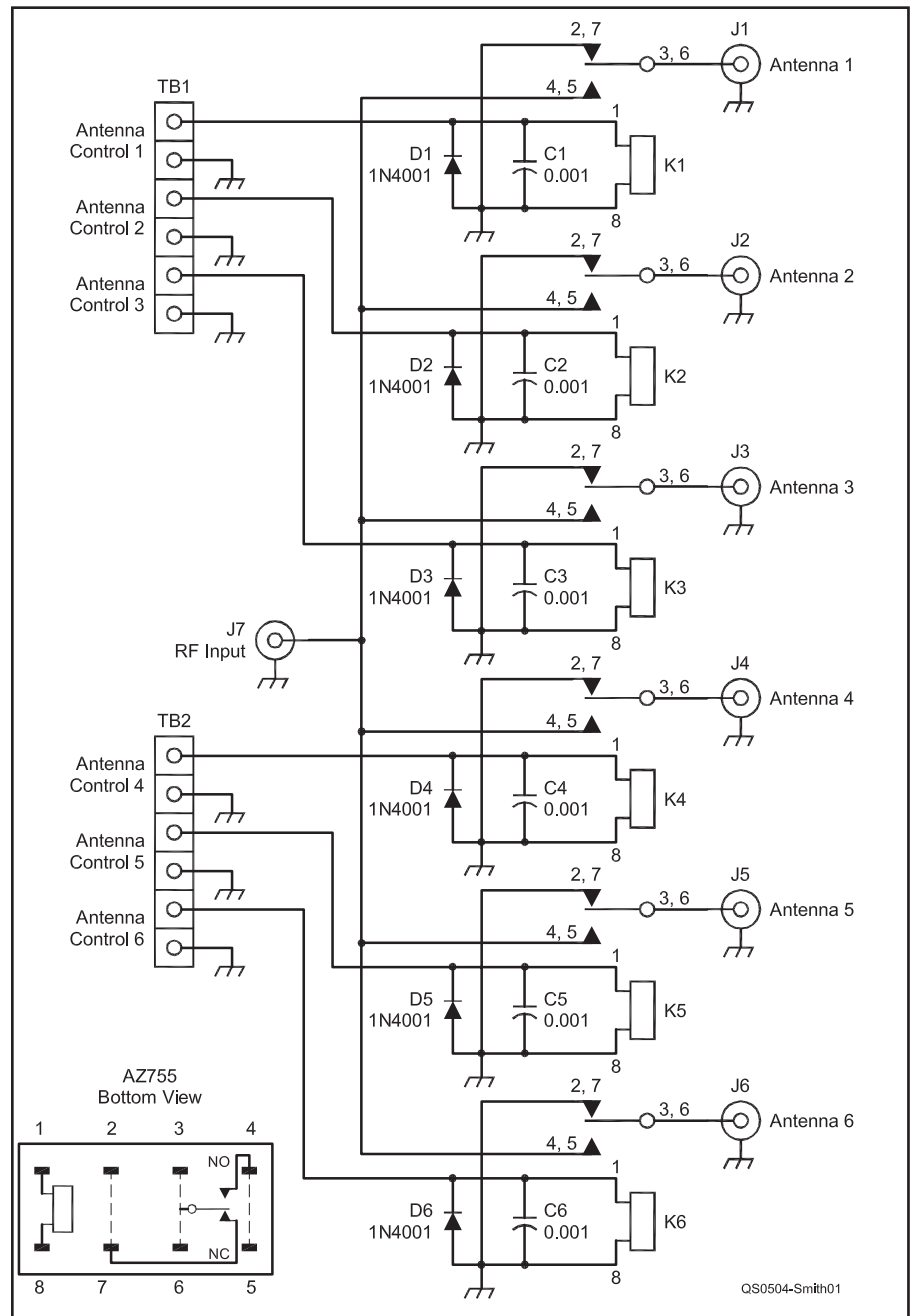 2, 7
J1
3, 6
Antenna 1
4, 5
TB1
1
Antenna
Control 1
D1
1N4001
C1
0.001
K1
8
2, 7
J2
Antenna
Control 2
3, 6
Antenna 2
4, 5
Antenna
Control 3
1
D2
1N4001
C2
0.001
K2
8
2, 7
J3
3, 6
Antenna 3
4, 5
1
D3
1N4001
C3
0.001
K3
8
J7
RF Input
2, 7
J4
3, 6
Antenna 4
4, 5
TB2
1
Antenna
Control 4
D4
1N4001
C4
0.001
K4
8
2, 7
J5
Antenna
Control 5
3, 6
Antenna 5
4, 5
Antenna
Control 6
1
D5
1N4001
C5
0.001
K5
8
2, 7
J6
3, 6
Antenna 6
4, 5
1
D6
1N4001
C6
0.001
K6
8
AZ755
Bottom View
1 2 3 4
NO
NC
8 7 6 5
QS0504-Smith01